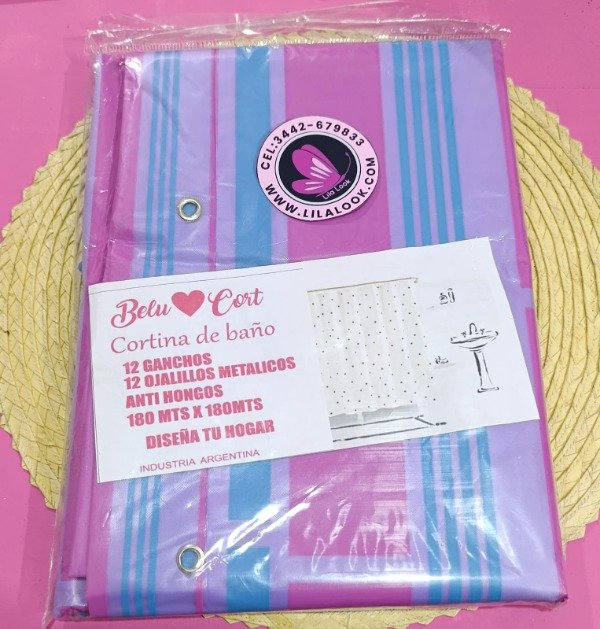 CEL:3442-679833
Lila Look
WWW.LILALOOK.COM
Belu Cort
Cortina de baño
12 GANCHOS
12 OJALILLOS METALICOS
ANTI HONGOS
180 MTS X 180MTS
DISEÑA TU HOGAR
INDUSTRIA ARGENTINA